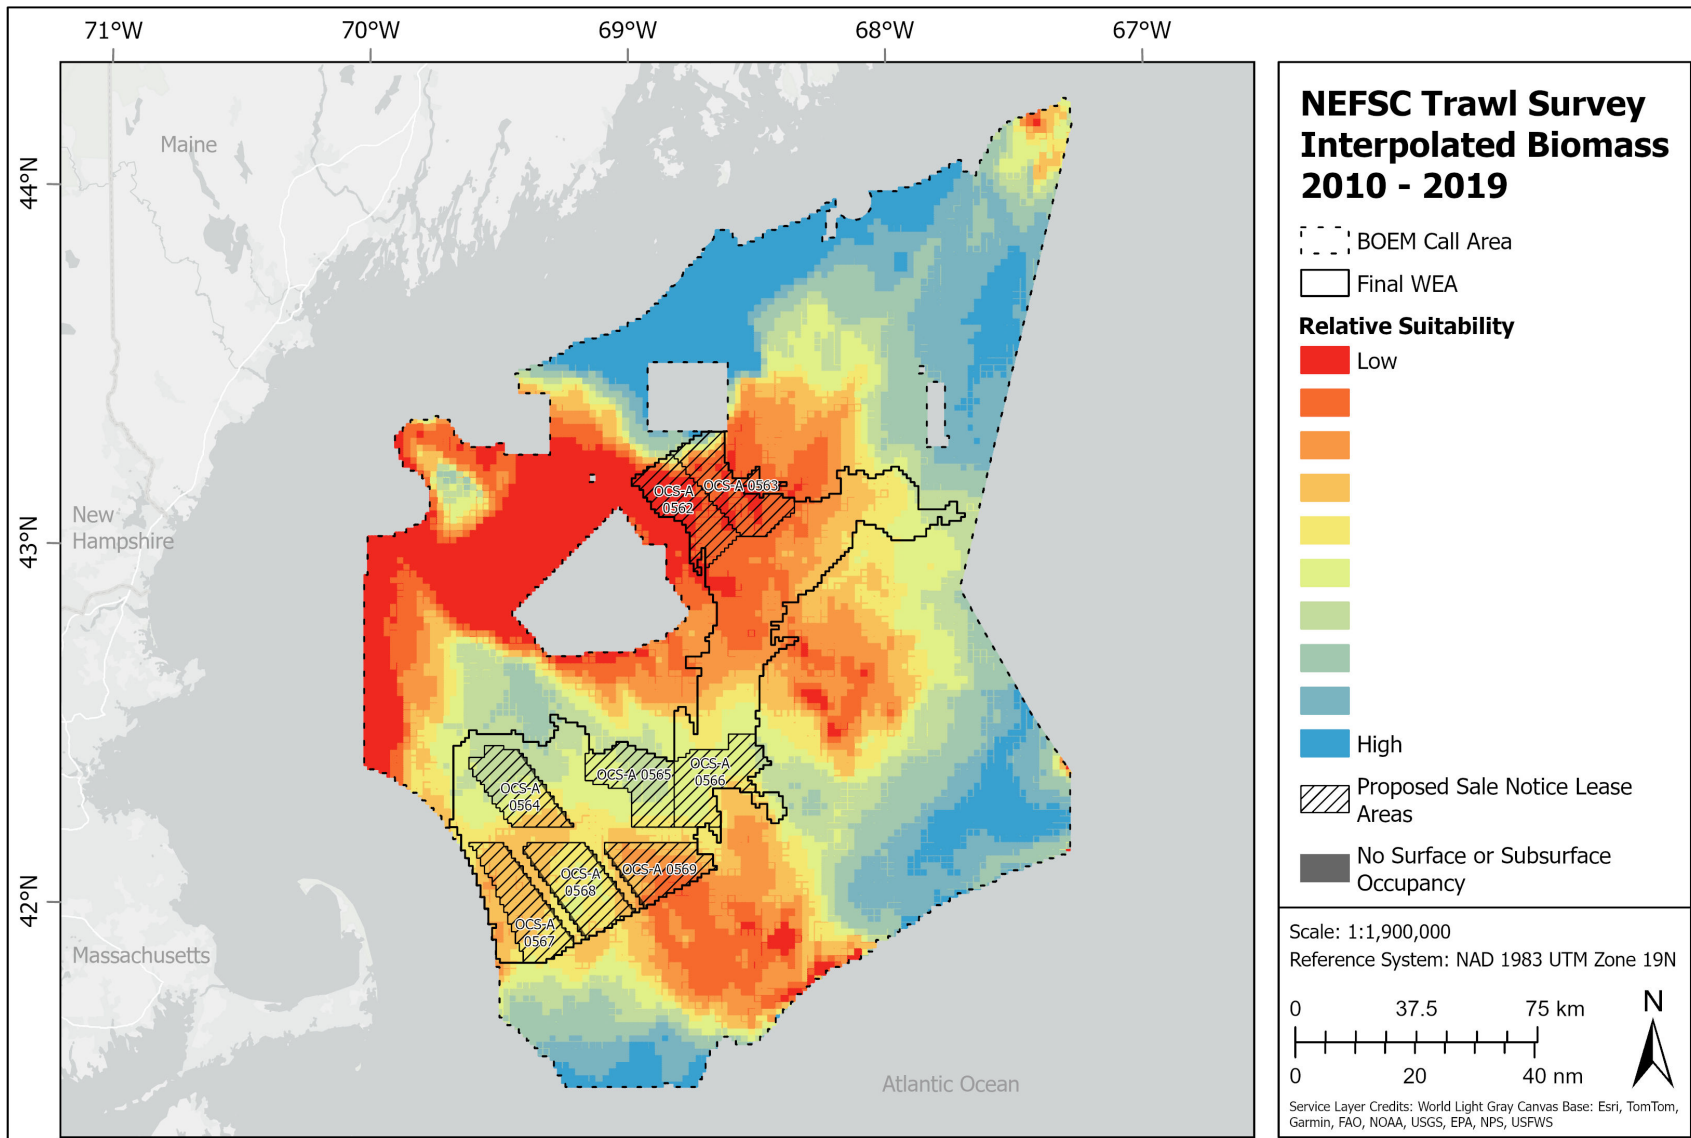 71°W
70°W
69°W
68°W
67°W
44°N
43°N
42°N
Maine
New
Hampshire
Massachusetts
Atlantic Ocean
OCS-A
0562
OCS-A 0563
OCS-A
0564
OCS-A 0565
OCS-A
0566
OCS-A
0567
OCS-A
0568
OCS-A 0569
NEFSC Trawl Survey
Interpolated Biomass
2010 - 2019
BOEM Call Area
Final WEA
Relative Suitability
Low
High
Proposed Sale Notice Lease
Areas
No Surface or Subsurface
Occupancy
Scale: 1:1,900,000
Reference System: NAD 1983 UTM Zone 19N
0 37.5 75 km
0 20 40 nm
N
Service Layer Credits: World Light Gray Canvas Base: Esri, TomTom,
Garmin, FAO, NOAA, USGS, EPA, NPS, USFWS